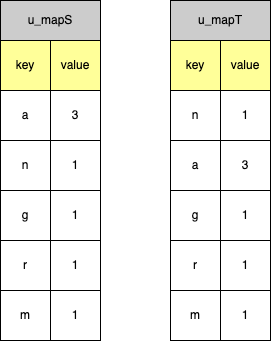 u_mapS u_mapT
key value key value
a 3 n 1
n 1 a 3
g 1 g 1
r 1 r 1
m 1 m 1